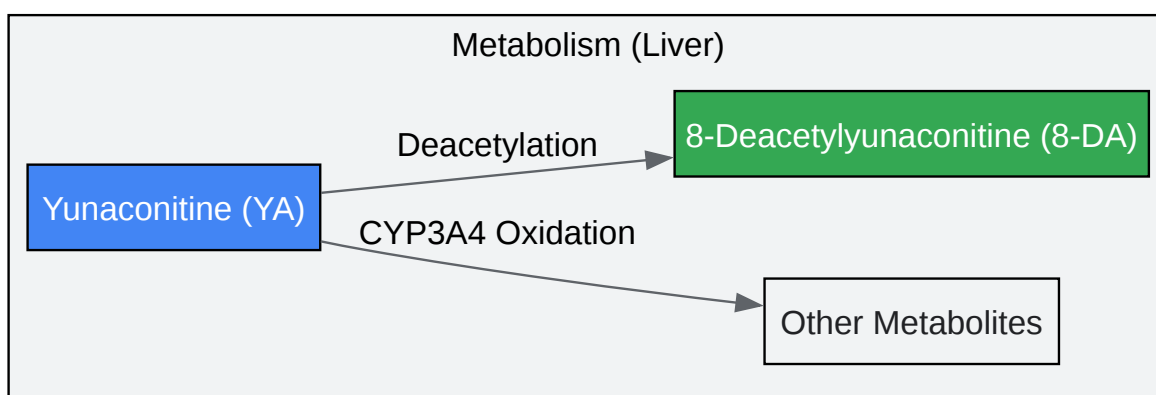 Metabolism (Liver)
Deacetylation
8-Deacetylyunaconitine (8-DA)
Yunaconitine (YA)
CYP3A4 Oxidation
Other Metabolites